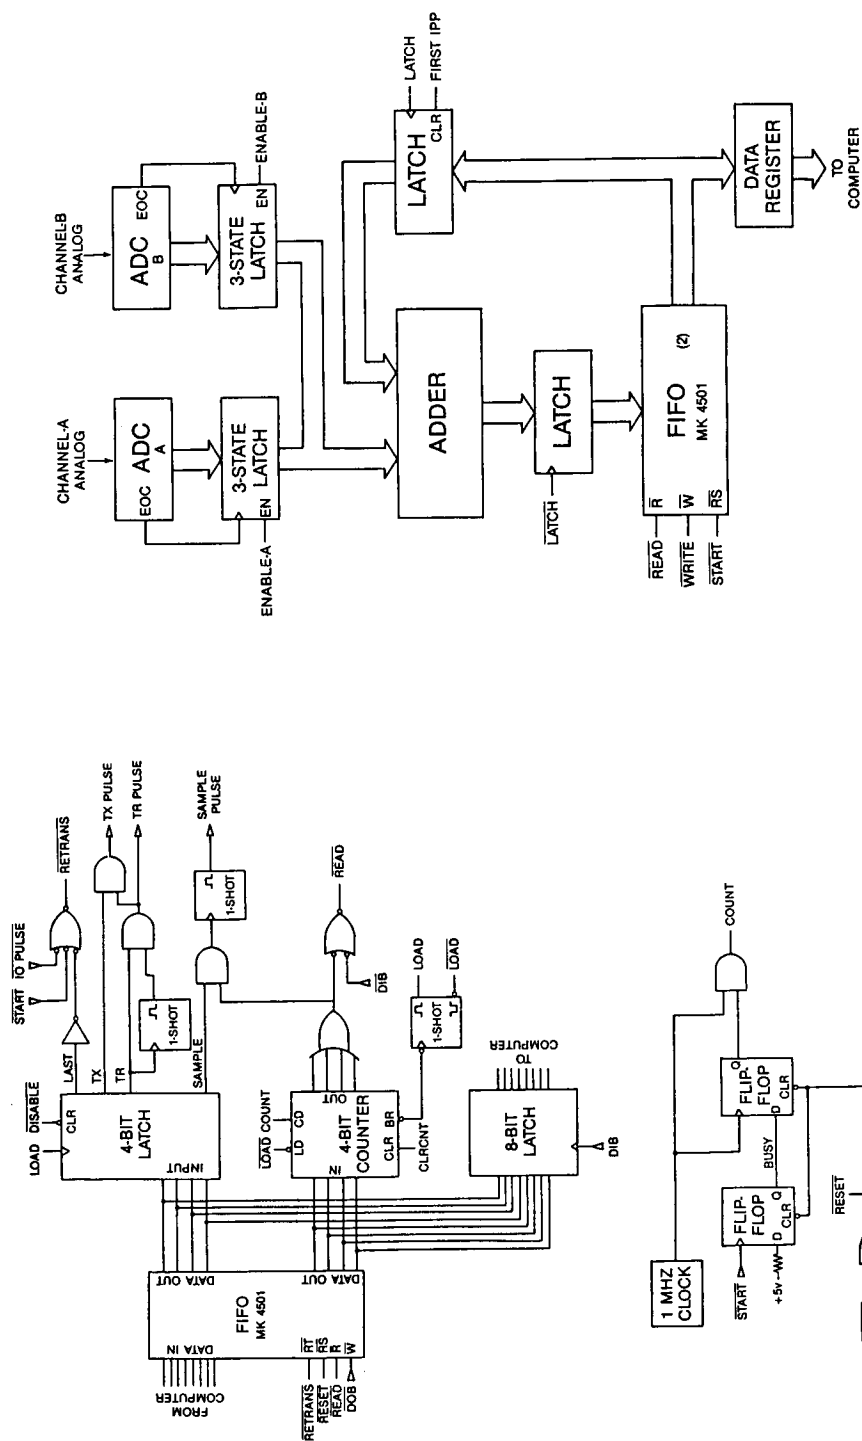 CHANNEL-A
ANALOG
EOC
ADC
A
3-STATE
LATCH
EN
ENABLE-A
CHANNEL-B
ANALOG
ADC
B
EOC
3-STATE
LATCH
EN
ENABLE-B
ADDER
LATCH
CLR
LATCH
FIRST IPP
LATCH
LATCH
FIFO
MK 4501
(2)
R
W
RS
READ
WRITE
START
DATA
REGISTER
TO
COMPUTER
FROM
COMPUTER
DATA IN
FIFO
MK 4501
DATA OUT
DATA OUT
RT
RS
R
W
RETRANS
RESET
READ
DOB
LOAD
DISABLE
CLR
4-BIT
LATCH
INPUT
LAST
TX
TR
SAMPLE
START
IO PULSE
RETRANS
TX PULSE
TR PULSE
1-SHOT
SAMPLE
PULSE
1-SHOT
LOAD
COUNT
LD
CD
4-BIT
COUNTER
IN
OUT
CLR
BR
CLRCNT
READ
DIB
1-SHOT
LOAD
LOAD
8-BIT
LATCH
TO
COMPUTER
DIB
1 MHZ
CLOCK
START
+5v
FLIP-
FLOP
D
Q
CLR
BUSY
FLIP-
FLOP
D
Q
CLR
COUNT
RESET